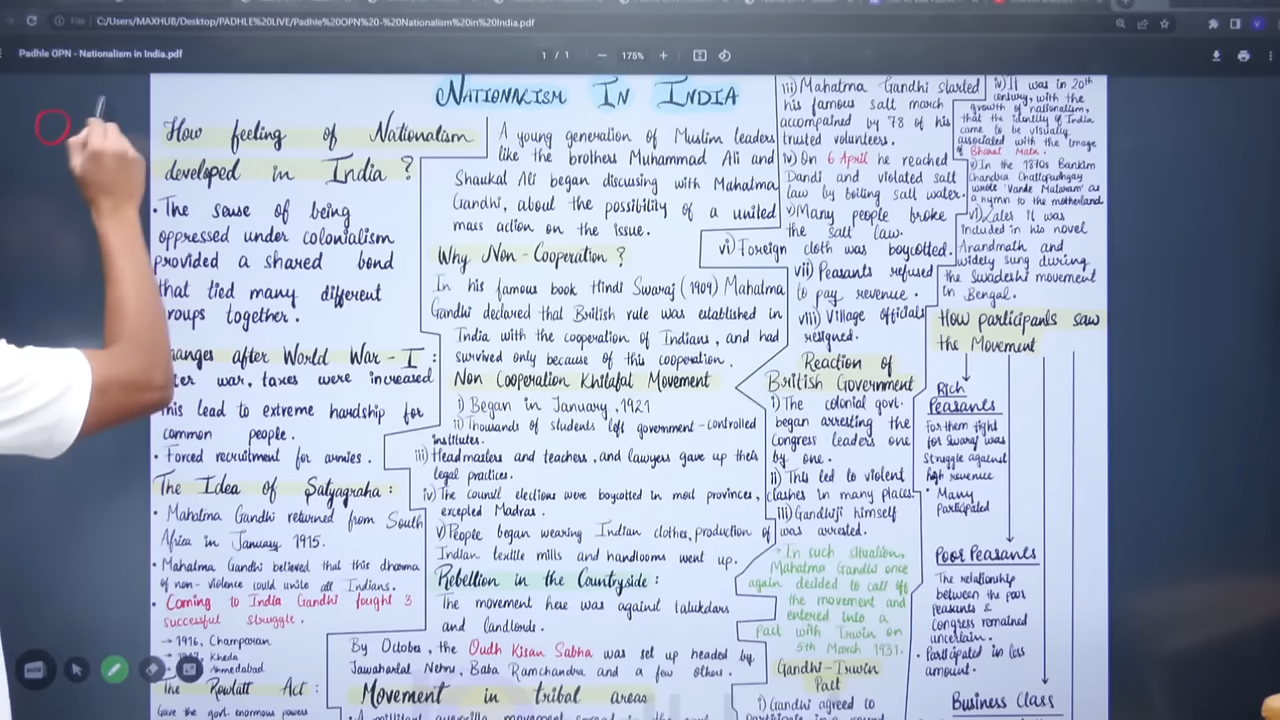 File C:/Users/MAXHUB/Desktop/PADHLE%20LIVE/Padhle%20OPN%20-%20Nationalism%20in%20India.pdf
Padhle OPN - Nationalism in India.pdf
1 / 1
175%
NATIONALISM IN INDIA
How feeling of Nationalism
developed in India ?
• The sense of being
oppressed under colonialism
provided a shared bond
that tied many different
roups together.
anges after World War - I :
ter war, taxes were increased
his lead to extreme hardship for
common people.
• Forced recruitment for armies.
The Idea of Satyagraha :
• Mahatma Gandhi returned from South
Africa in January 1915.
• Mahatma Gandhi believed that this dharma
of non-violence could unite all Indians.
• Coming to India Gandhi fought 3
successful struggle.
→ 1916, Champaran
Kheda
Ahmedabad
The Rowlatt Act :
Gave the govt. enormous powers
A young generation of Muslim leaders
like the brothers Muhammad Ali and
Shaukat Ali began discussing with Mahatma
Gandhi, about the possibility of a united
mass action on the issue.
Why Non-Cooperation ?
In his famous book Hindi Swaraj (1909) Mahatma
Gandhi declared that British rule was established in
India with the cooperation of Indians, and had
survived only because of this cooperation.
Non Cooperation Khilafat Movement
i) Began in January, 1921
ii) Thousands of students left government-controlled
institutes.
iii) Headmasters and teachers, and lawyers gave up their
legal practices.
iv) The council elections were boycotted in most provinces,
excepted Madras.
v) People began wearing Indian clothes, production of
Indian textile mills and handlooms went up.
Rebellion in the Countryside :
The movement here was against talukdars
and landlords.
By October, the Oudh Kisan Sabha was set up headed by
Jawaharlal Nehru, Baba Ramchandra and a few others.
Movement in tribal areas
iii) Mahatma Gandhi started
his famous salt march
accompained by 78 of his
trusted volunteers.
iv) On 6 April he reached
Dandi and violated salt
law by boiling salt water.
v) Many people broke
the salt law.
vi) Foreign cloth was boycotted.
vii) Peasants refused
to pay revenue.
viii) Village officials
resigned.
Reaction of
British Government
i) The colonial govt.
began arresting the
Congress leaders one
by one.
ii) This led to violent
clashes in many places.
iii) Gandhiji himself
was arrested.
• In such situation,
Mahatma Gandhi once
again decided to call off
the movement and
entered into a
Pact with Irwin on
5th March 1931.
Gandhi-Irwin
Pact
i) Gandhi agreed to
iv) It was in 20th
century, with the
growth of nationalism,
that the identity of India
came to be visually
associated with the image
of Bharat Mata.
v) In the 1870s Bankim
Chandra Chattopadhyay
wrote 'Vande Mataram' as
a hymn to the motherland
vi) Later it was
included in his novel
Anandmath and
widely sung during
the Swadeshi movement
in Bengal.
How participants saw
the Movement
Rich
Peasants
For them fight
for Swaraj was
struggle against
high revenue
• Many
Participated
Poor Peasants
The relationship
between the poor
peasants &
Congress remained
uncertain.
• Participated in less
amount.
Business Class